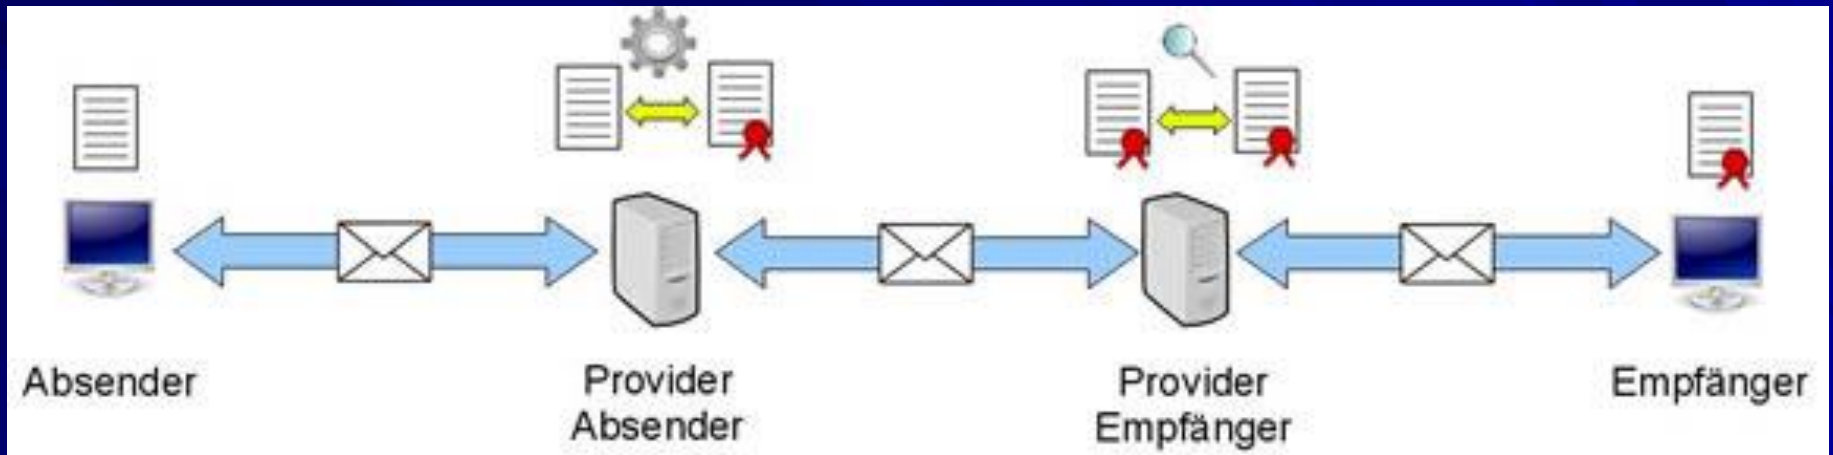 Absender
Provider
Absender
Provider
Empfänger
Empfänger